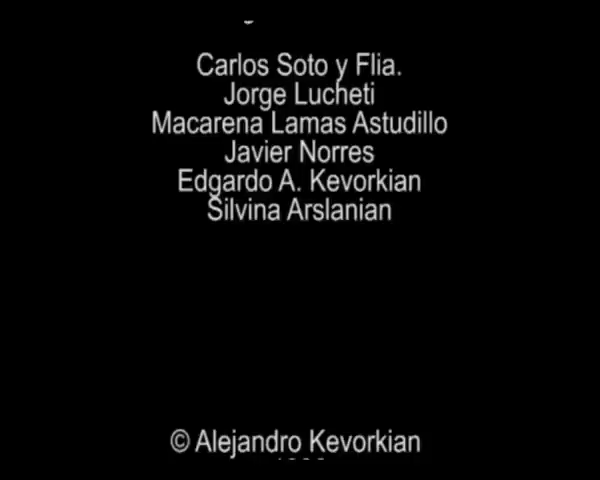 Carlos Soto y Flia.
Jorge Lucheti
Macarena Lamas Astudillo
Javier Norres
Edgardo A. Kevorkian
Silvina Arslanian
© Alejandro Kevorkian